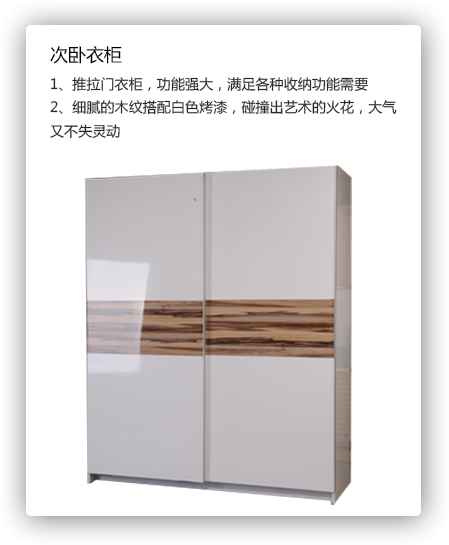 次卧衣柜
1、推拉门衣柜，功能强大，满足各种收纳功能需要
2、细腻的木纹搭配白色烤漆，碰撞出艺术的火花，大气
又不失灵动